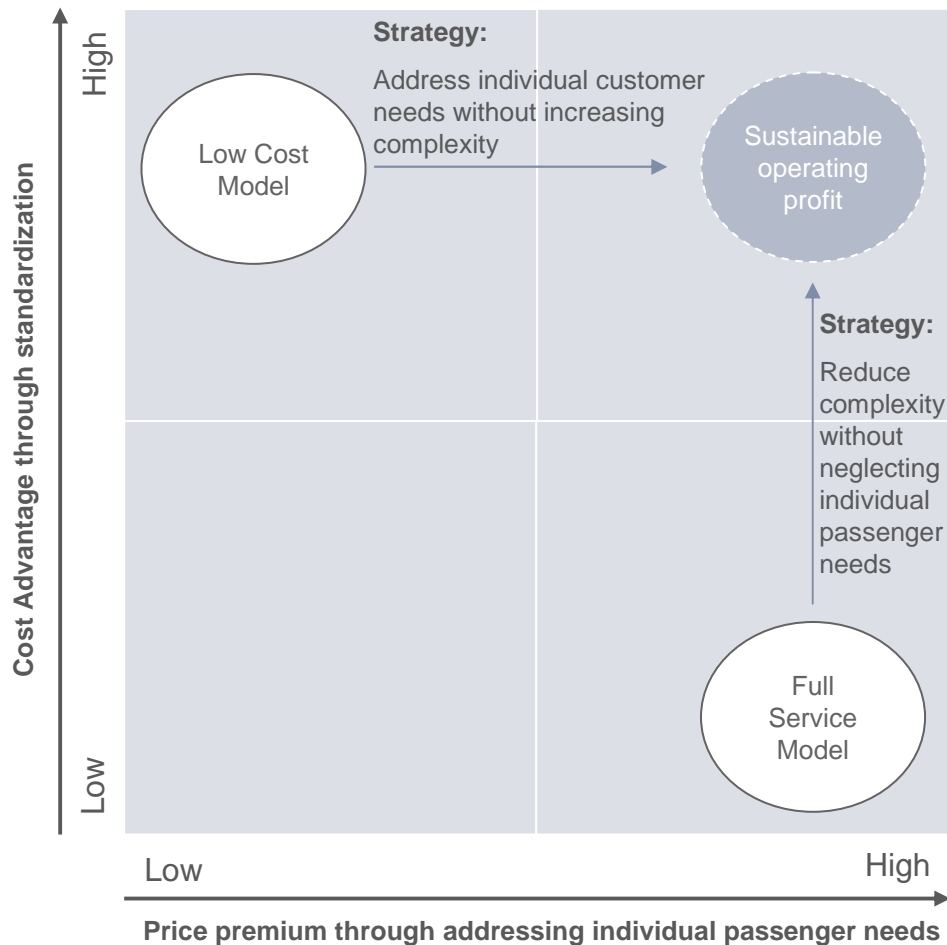 Strategy:
Address individual customer
needs without increasing
complexity
Low Cost
Model
Sustainable
operating
profit
Strategy:
Reduce
complexity
without
neglecting
individual
passenger
needs
Full
Service
Model
High
Cost Advantage through standardization
Low
Low
High
Price premium through addressing individual passenger needs